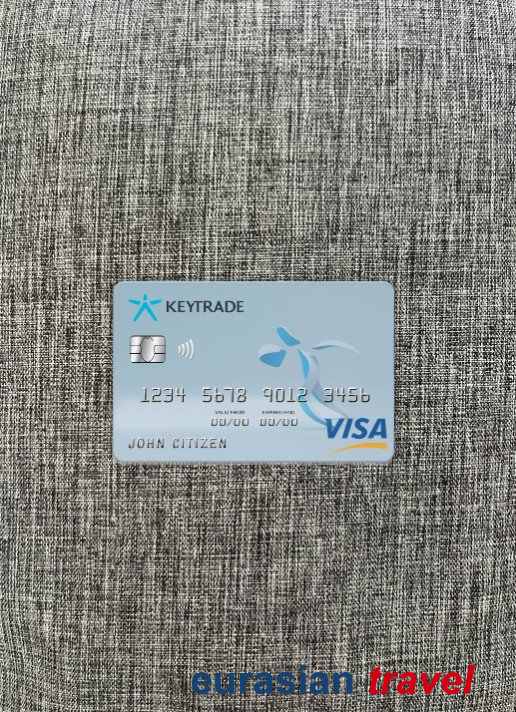 KEYTRADE
1234 5678 9012 3456
00/00 00/00
JOHN CITIZEN
VISA
eurasian travel